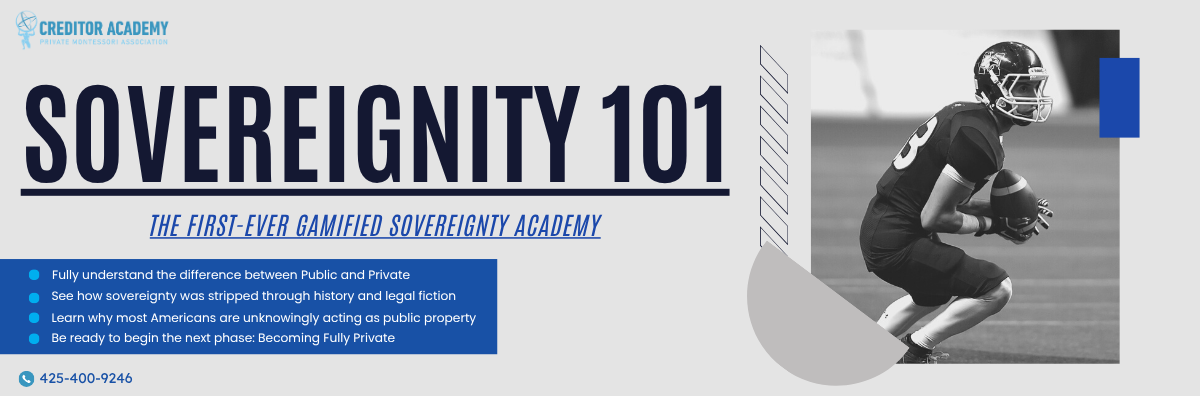 CREDITOR ACADEMY
PRIVATE MONTESSORI ASSOCIATION
SOVEREIGNITY 101
THE FIRST-EVER GAMIFIED SOVEREIGNTY ACADEMY
Fully understand the difference between Public and Private
See how sovereignty was stripped through history and legal fiction
Learn why most Americans are unknowingly acting as public property
Be ready to begin the next phase: Becoming Fully Private
425-400-9246